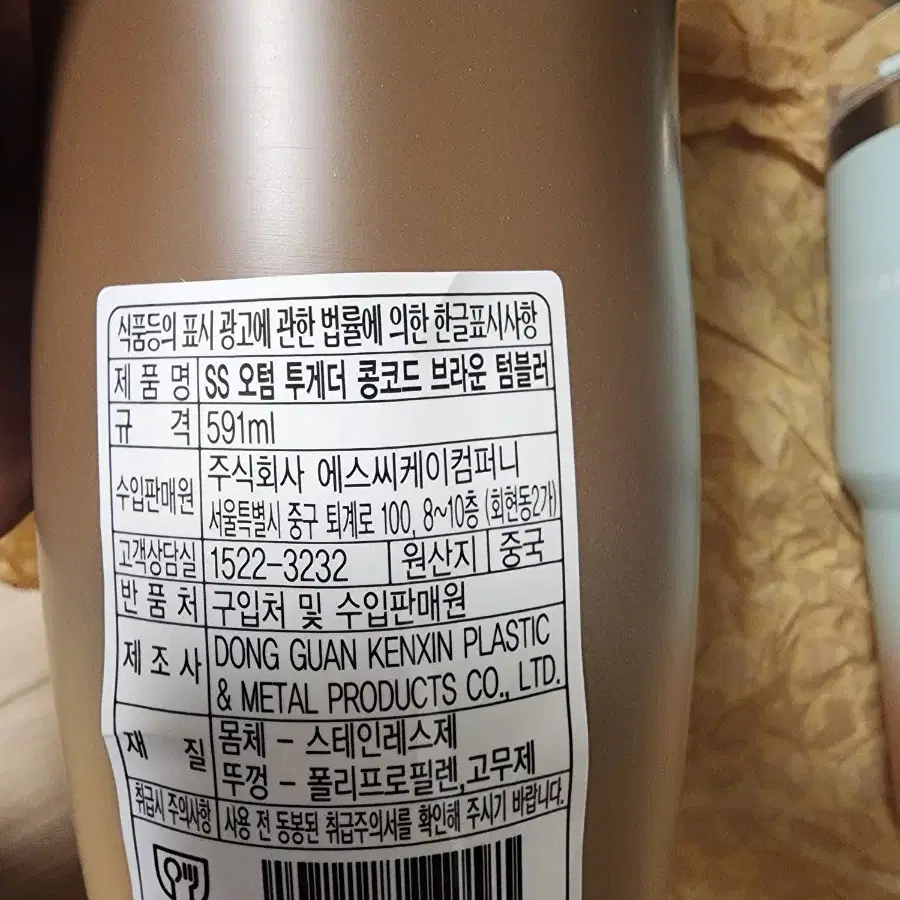 식품등의 표시 광고에 관한 법률에 의한 한글표시사항
제 품 명 SS 오텀 투게더 콩코드 브라운 텀블러
규 격 591ml
수입판매원 주식회사 에스씨케이컴퍼니
서울특별시 중구 퇴계로 100, 8~10층 (회현동2가)
고객상담실 1522-3232 원산지 중국
반 품 처 구입처 및 수입판매원
제 조 사 DONG GUAN KENXIN PLASTIC
& METAL PRODUCTS CO., LTD.
재 질 몸체 - 스테인레스제
뚜껑 - 폴리프로필렌,고무제
취급시 주의사항 사용 전 동봉된 취급주의서를 확인해 주시기 바랍니다.